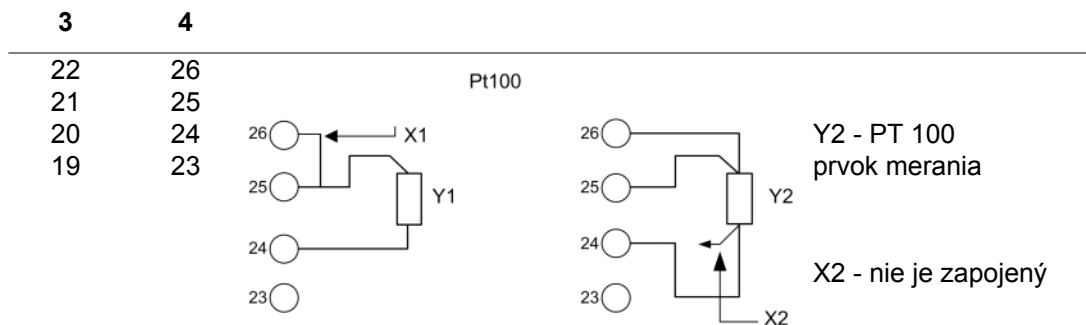 3 4
22 26
21 25
20 24
19 23
Pt100
26 X1
25 Y1
24
23
26
25 Y2
24
23
X2
Y2 - PT 100
prvok merania
X2 - nie je zapojený